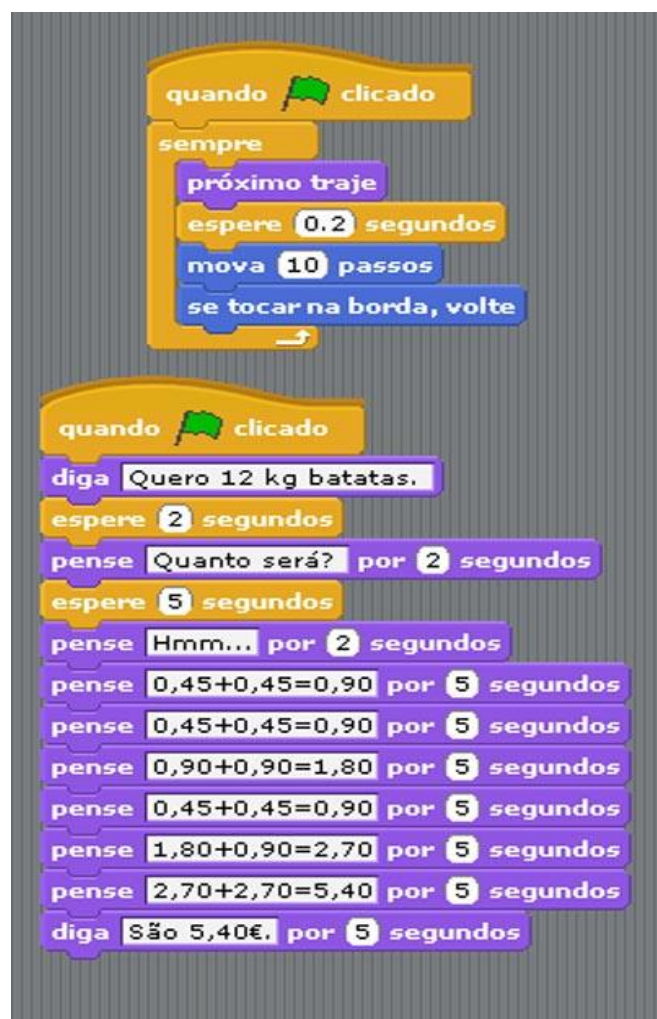 quando clicado
sempre
próximo traje
espere 0.2 segundos
mova 10 passos
se tocar na borda, volte
quando clicado
diga Quero 12 kg batatas.
espere 2 segundos
pense Quanto será? por 2 segundos
espere 5 segundos
pense Hmm... por 2 segundos
pense 0,45+0,45=0,90 por 5 segundos
pense 0,45+0,45=0,90 por 5 segundos
pense 0,90+0,90=1,80 por 5 segundos
pense 0,45+0,45=0,90 por 5 segundos
pense 1,80+0,90=2,70 por 5 segundos
pense 2,70+2,70=5,40 por 5 segundos
diga São 5,40€. por 5 segundos